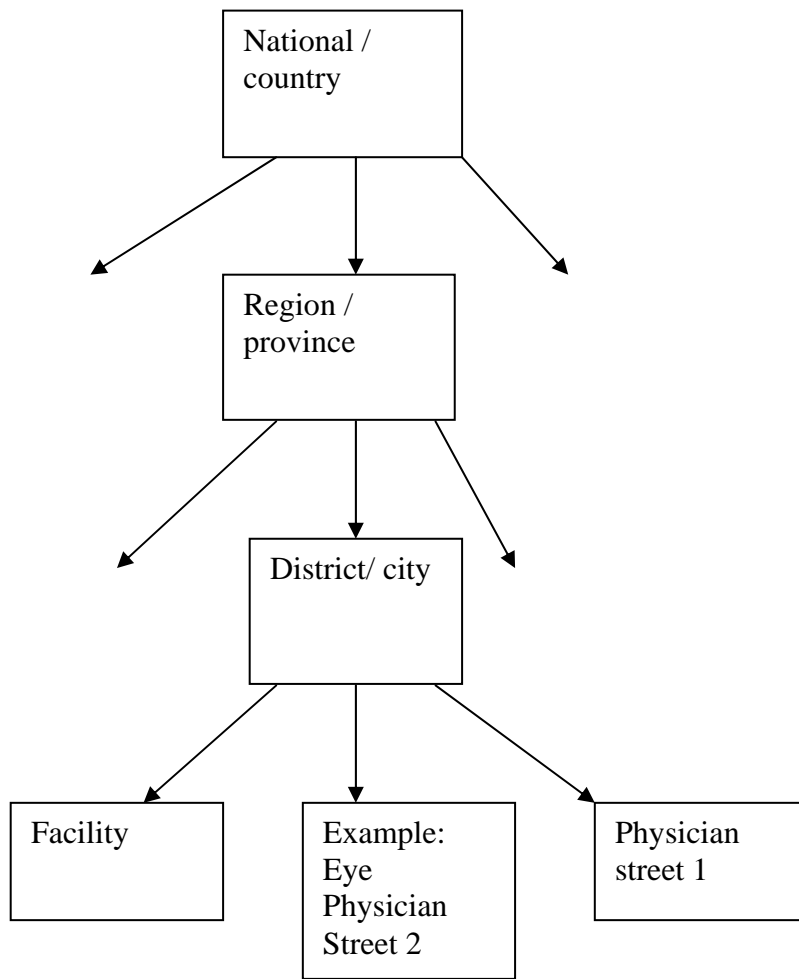 National /
country
Region /
province
District/ city
Facility
Example:
Eye
Physician
Street 2
Physician
street 1